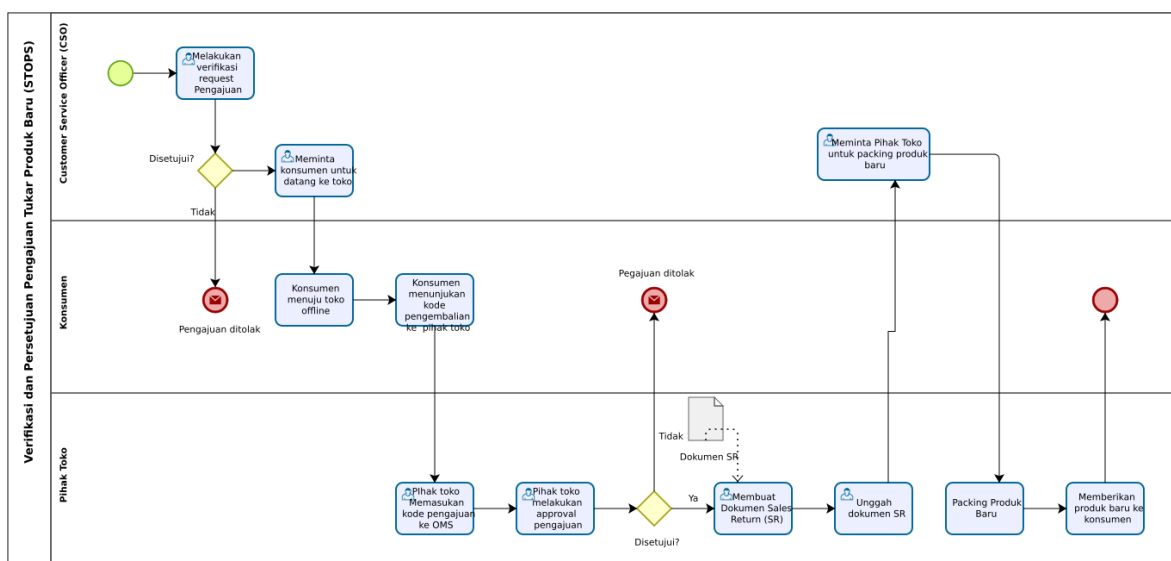 Verifikasi dan Persetujuan Pengajuan Tukar Produk Baru (STOPS)
Customer Service Officer (CSO)
Melakukan
verifikasi
request
Pengajuan
Disetujui?
Tidak
Meminta
konsumen untuk
datang ke toko
Meminta Pihak Toko
untuk packing produk
baru
Konsumen
Pengajuan ditolak
Konsumen
menuju toko
offline
Konsumen
menunjukan kode
pengembalian
ke pihak toko
Pegajuan ditolak
Pihak Toko
PIhak toko
Memasukan
kode pengajuan
ke OMS
Pihak toko
melakukan
approval
pengajuan
Disetujui?
Tidak
Ya
Dokumen SR
Membuat
Dokumen Sales
Return (SR)
Unggah
dokumen SR
Packing Produk
Baru
Memberikan
produk baru ke
konsumen